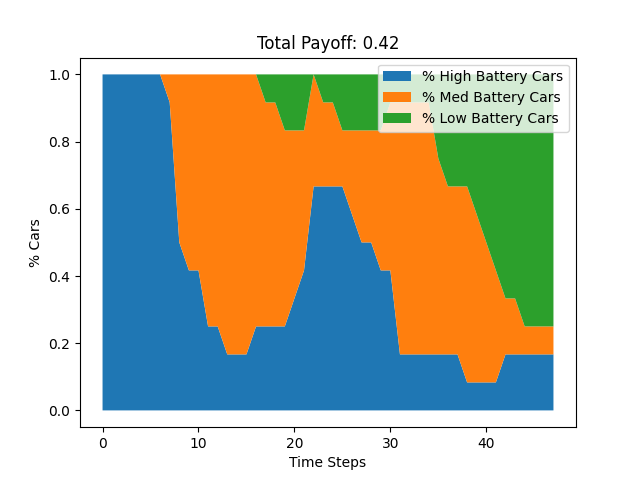 Total Payoff: 0.42
% High Battery Cars
% Med Battery Cars
% Low Battery Cars
1.0
0.8
0.6
0.4
0.2
0.0
% Cars
0 10 20 30 40
Time Steps